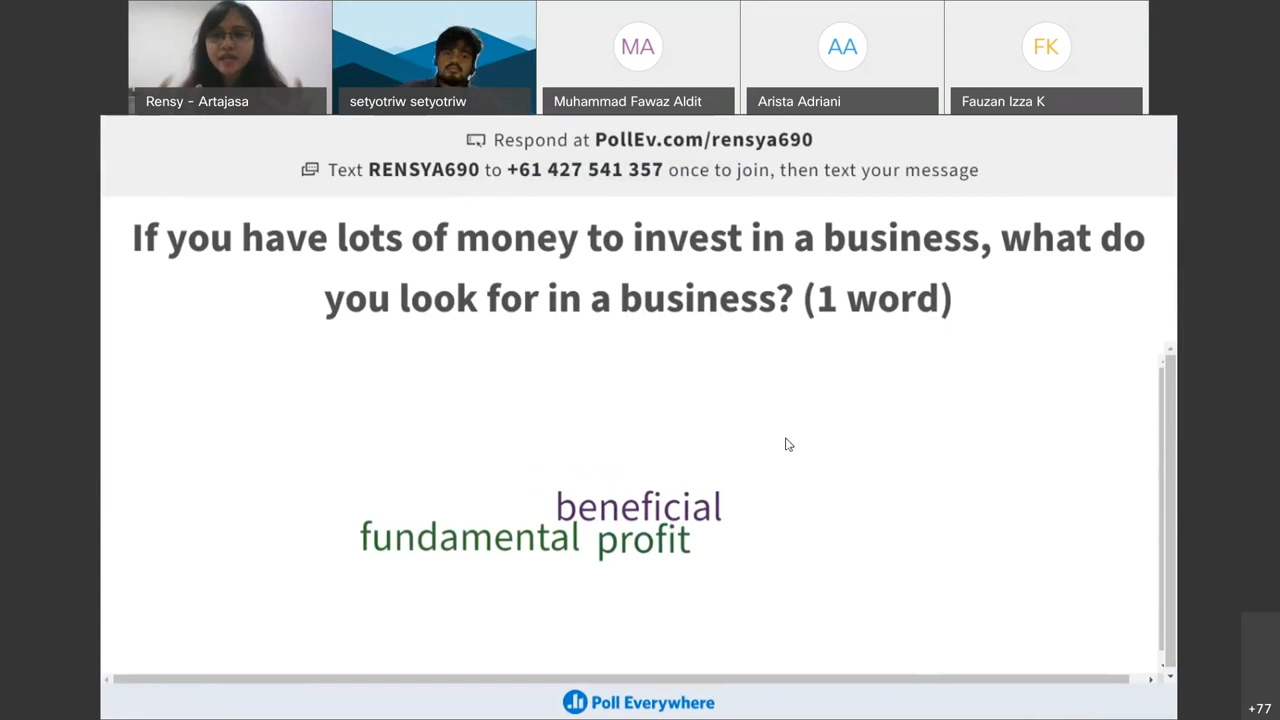 Rensy - Artajasa
setyotriw setyotriw
MA
Muhammad Fawaz Aldit
AA
Arista Adriani
FK
Fauzan Izza K
Respond at PollEv.com/rensya690
Text RENSYA690 to +61 427 541 357 once to join, then text your message
If you have lots of money to invest in a business, what do
you look for in a business? (1 word)
beneficial
fundamental profit
Poll Everywhere
+77